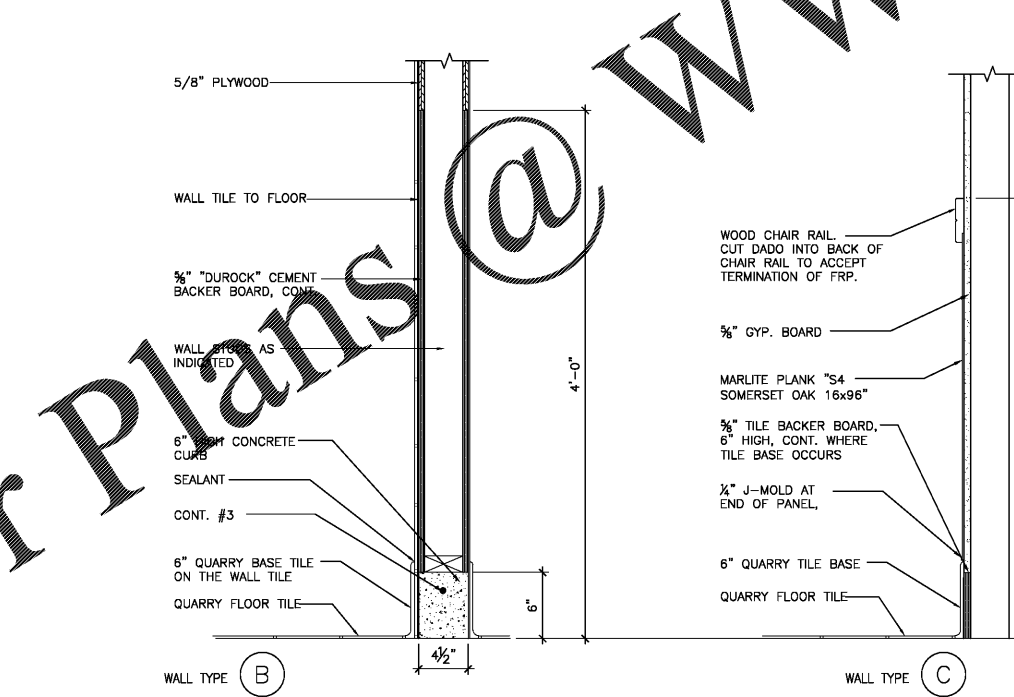 5/8" PLYWOOD
WALL TILE TO FLOOR
⅝" "DUROCK" CEMENT
BACKER BOARD, CONT.
WALL STUDS AS
INDICATED
6" HIGH CONCRETE
CURB
SEALANT
CONT. #3
6" QUARRY BASE TILE
ON THE WALL TILE
QUARRY FLOOR TILE
4'-0"
6"
4½"
WALL TYPE B
WOOD CHAIR RAIL.
CUT DADO INTO BACK OF
CHAIR RAIL TO ACCEPT
TERMINATION OF FRP.
⅝" GYP. BOARD
MARLITE PLANK "S4
SOMERSET OAK 16x96"
⅝" TILE BACKER BOARD,
6" HIGH, CONT. WHERE
TILE BASE OCCURS
¼" J-MOLD AT
END OF PANEL,
6" QUARRY TILE BASE
QUARRY FLOOR TILE
WALL TYPE C
r Plans @ ww